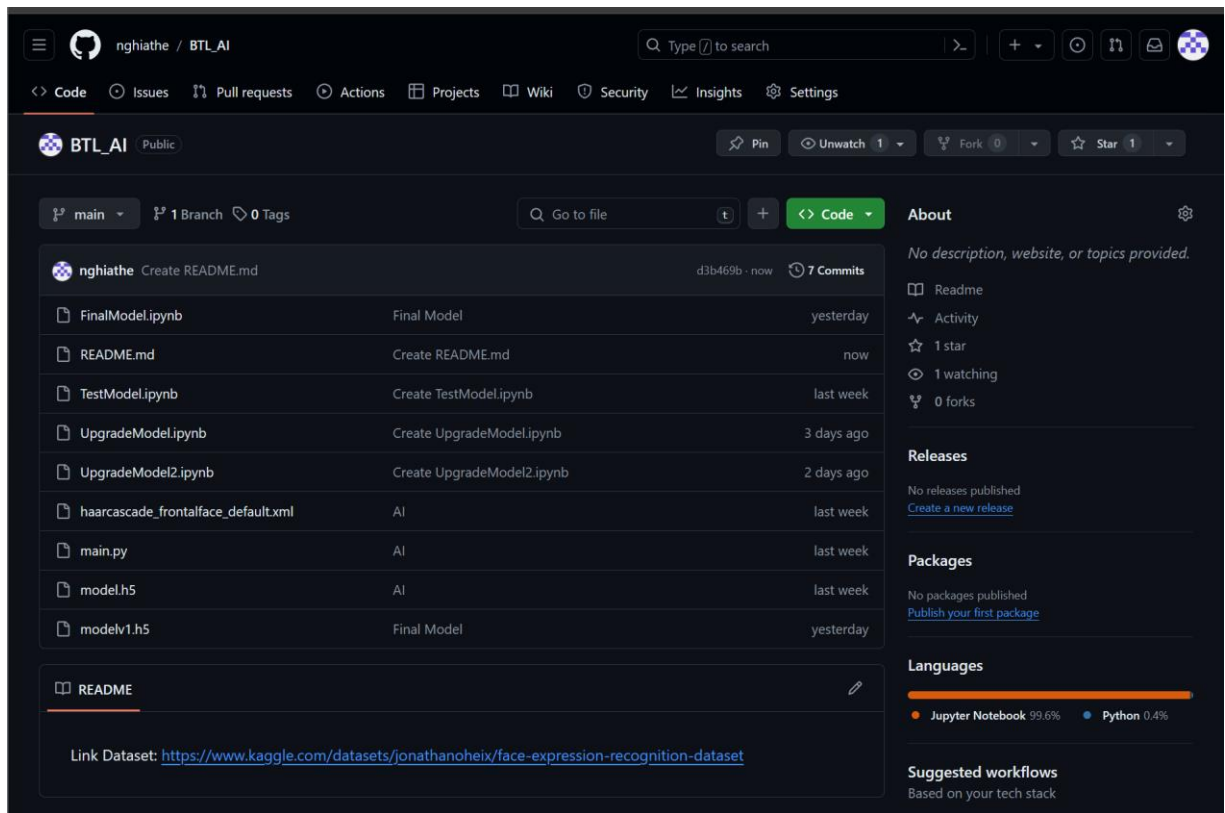 nghiathe / BTL_AI
Type / to search
Code Issues Pull requests Actions Projects Wiki Security Insights Settings
BTL_AI Public
Pin Unwatch 1 Fork 0 Star 1
main 1 Branch 0 Tags
Go to file t
Code
nghiathe Create README.md d3b469b · now 7 Commits
FinalModel.ipynb Final Model yesterday
README.md Create README.md now
TestModel.ipynb Create TestModel.ipynb last week
UpgradeModel.ipynb Create UpgradeModel.ipynb 3 days ago
UpgradeModel2.ipynb Create UpgradeModel2.ipynb 2 days ago
haarcascade_frontalface_default.xml AI last week
main.py AI last week
model.h5 AI last week
modelv1.h5 Final Model yesterday
README
Link Dataset: https://www.kaggle.com/datasets/jonathanoheix/face-expression-recognition-dataset
About
No description, website, or topics provided.
Readme
Activity
1 star
1 watching
0 forks
Releases
No releases published
Create a new release
Packages
No packages published
Publish your first package
Languages
Jupyter Notebook 99.6% Python 0.4%
Suggested workflows
Based on your tech stack